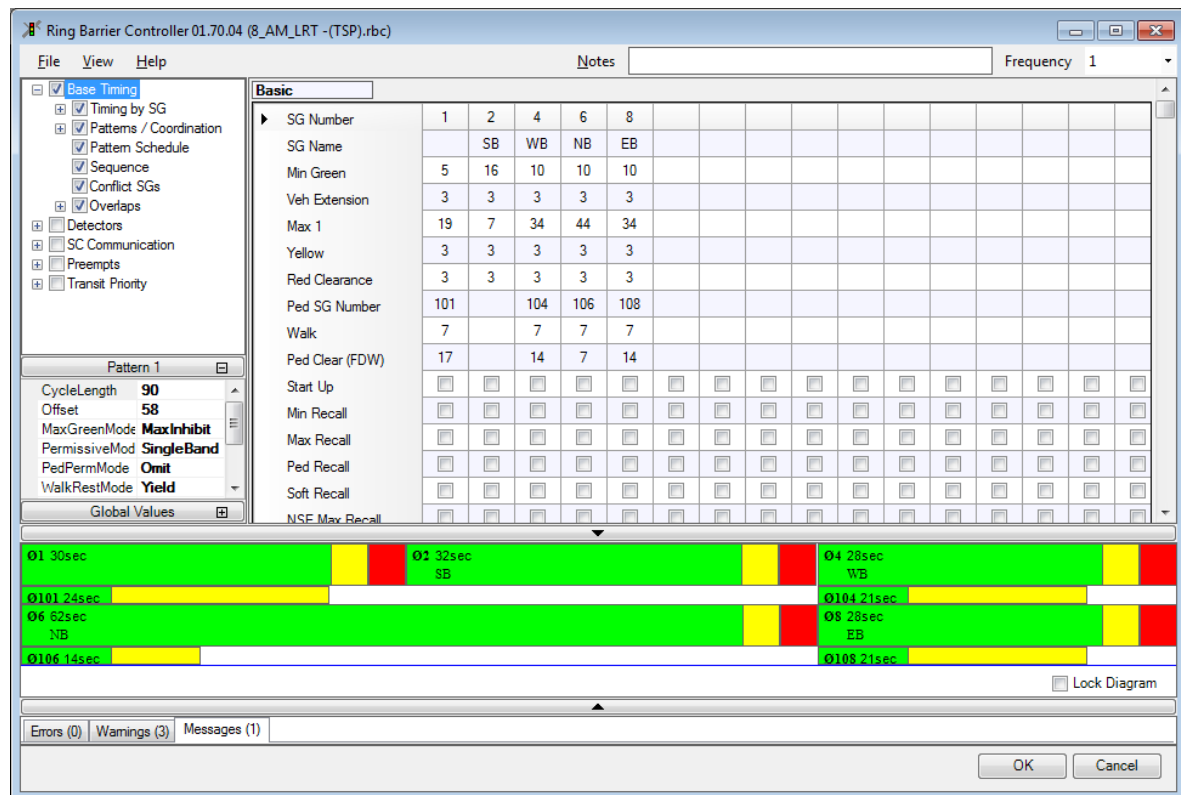 Ring Barrier Controller 01.70.04 (8_AM_LRT -(TSP).rbc)
File View Help Notes Frequency 1
Base Timing
Timing by SG
Patterns / Coordination
Pattern Schedule
Sequence
Conflict SGs
Overlaps
Detectors
SC Communication
Preempts
Transit Priority
Pattern 1
CycleLength 90
Offset 58
MaxGreenMode MaxInhibit
PermissiveMod SingleBand
PedPermMode Omit
WalkRestMode Yield
Global Values
Basic
SG Number 1 2 4 6 8
SG Name SB WB NB EB
Min Green 5 16 10 10 10
Veh Extension 3 3 3 3 3
Max 1 19 7 34 44 34
Yellow 3 3 3 3 3
Red Clearance 3 3 3 3 3
Ped SG Number 101 104 106 108
Walk 7 7 7 7
Ped Clear (FDW) 17 14 7 14
Start Up
Min Recall
Max Recall
Ped Recall
Soft Recall
NSE Max Recall
Ø1 30sec Ø2 32sec Ø4 28sec
SB WB
Ø101 24sec Ø104 21sec
Ø6 62sec Ø8 28sec
NB EB
Ø106 14sec Ø108 21sec
Lock Diagram
Errors (0) Warnings (3) Messages (1)
OK Cancel